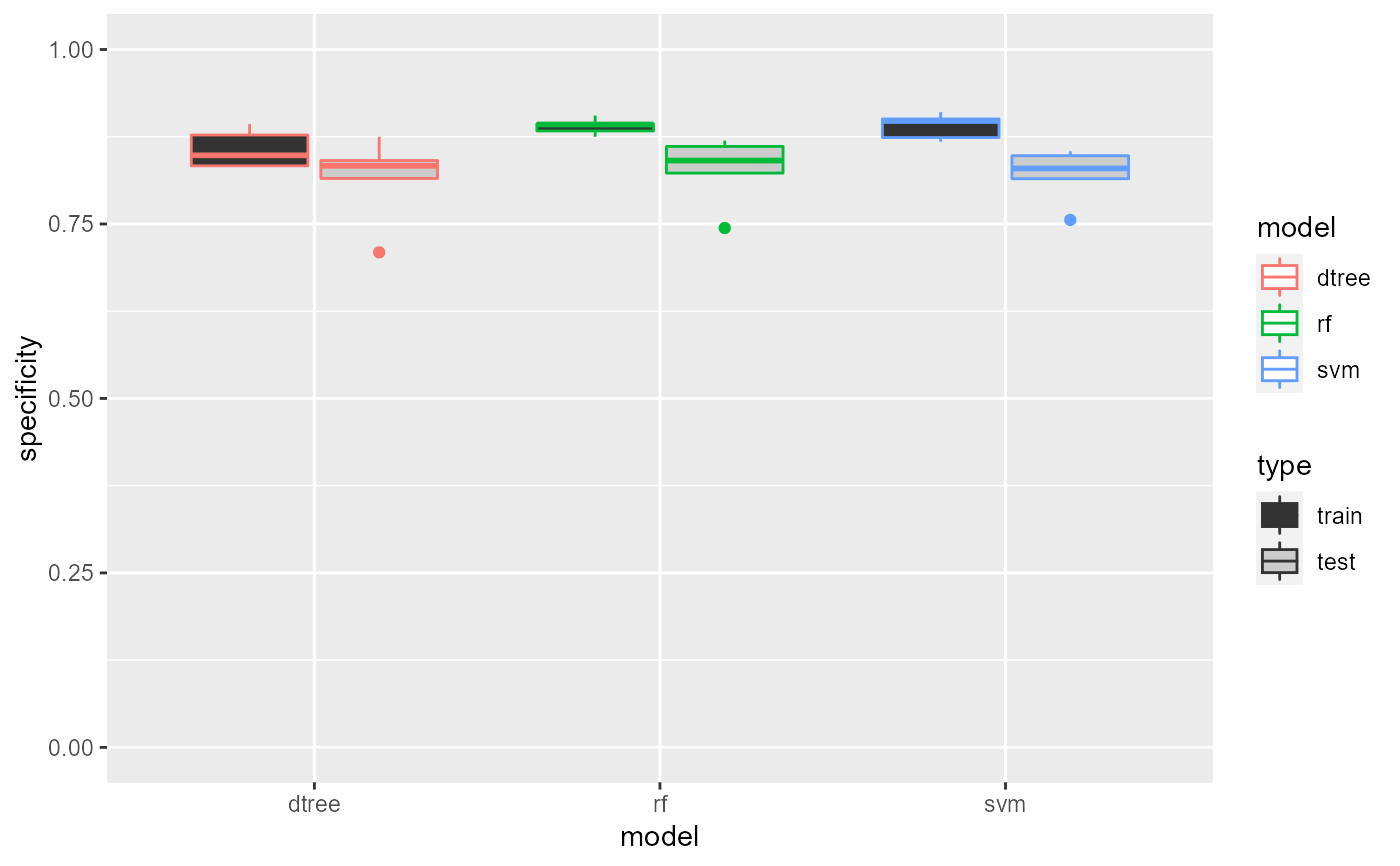 1.00
0.75
0.50
0.25
0.00
specificity
dtree rf svm
model
model
dtree
rf
svm
type
train
test